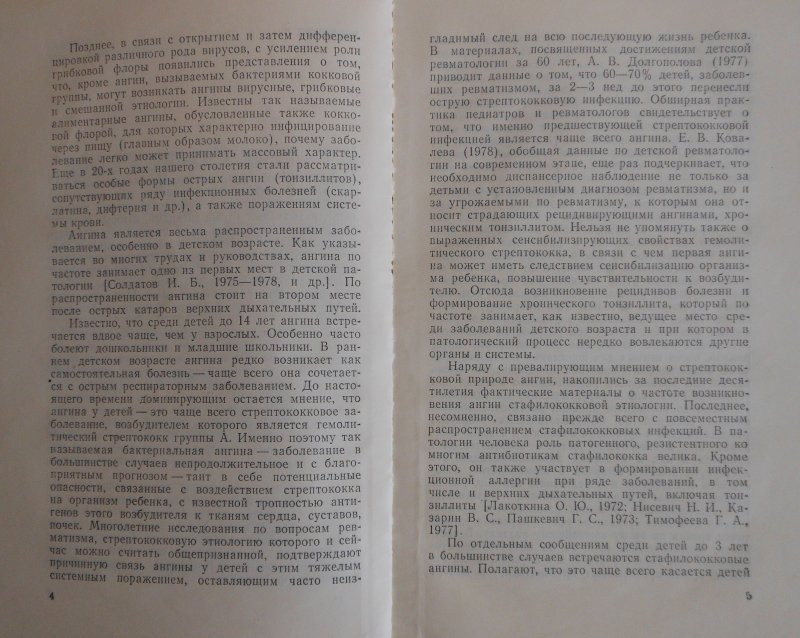 Позднее, в связи с открытием и затем дифферен-
цировкой различного рода вирусов, с усилением роли
грибковой флоры появились представления о том,
что, кроме ангин, вызываемых бактериями кокковой
группы, могут возникать ангины вирусные, грибковые
и смешанной этиологии. Известны так называемые
алиментарные ангины, обусловленные также кокко-
вой флорой, для которых характерно инфицирование
через пищу (главным образом молоко), почему забо-
левание легко может принимать массовый характер.
Еще в 20-х годах нашего столетия стали рассматри-
ваться особые формы острых ангин (тонзиллитов),
сопутствующих ряду инфекционных болезней (скар-
латина, дифтерия и др.), а также поражениям систе-
мы крови.
Ангина является весьма распространенным забо-
леванием, особенно в детском возрасте. Как указы-
вается во многих трудах и руководствах, ангина по
частоте занимает одно из первых мест в детской па-
тологии [Солдатов И. Б., 1975—1978, и др.]. По
распространенности ангина стоит на втором месте
после острых катаров верхних дыхательных путей.
Известно, что среди детей до 14 лет ангина встре-
чается вдвое чаще, чем у взрослых. Особенно часто
болеют дошкольники и младшие школьники. В ран-
нем детском возрасте ангина редко возникает как
самостоятельная болезнь — чаще всего она сочетает-
ся с острым респираторным заболеванием. До насто-
ящего времени доминирующим остается мнение, что
ангина у детей — это чаще всего стрептококковое за-
болевание, возбудителем которого является гемоли-
тический стрептококк группы А. Именно поэтому так
называемая бактериальная ангина — заболевание в
большинстве случаев непродолжительное и с благо-
приятным прогнозом — таит в себе потенциальные
опасности, связанные с воздействием стрептококка
на организм ребенка, с известной тропностью анти-
генов этого возбудителя к тканям сердца, суставов,
почек. Многолетние исследования по вопросам рев-
матизма, стрептококковую этиологию которого и сей-
час можно считать общепризнанной, подтверждают
причинную связь ангины у детей с этим тяжелым
системным поражением, оставляющим часто неиз-
4
гладимый след на всю последующую жизнь ребенка.
В материалах, посвященных достижениям детской
ревматологии за 60 лет, А. В. Долгополова (1977)
приводит данные о том, что 60—70% детей, заболев-
ших ревматизмом, за 2—3 нед до этого перенесли
острую стрептококковую инфекцию. Обширная прак-
тика педиатров и ревматологов свидетельствует о
том, что именно предшествующей стрептококковой
инфекцией является чаще всего ангина. Е. В. Кова-
лева (1978), обобщая данные по детской ревматоло-
гии на современном этапе, еще раз подчеркивает, что
необходимо диспансерное наблюдение не только за
детьми с установленным диагнозом ревматизма, но и
за угрожаемыми по ревматизму, к которым она от-
носит страдающих рецидивирующими ангинами, хро-
ническим тонзиллитом. Нельзя не упомянуть также о
выраженных сенсибилизирующих свойствах гемоли-
тического стрептококка, в связи с чем первая анги-
на может иметь следствием сенсибилизацию организ-
ма ребенка, повышение чувствительности к возбуди-
телю. Отсюда возникновение рецидивов болезни и
формирование хронического тонзиллита, который по
частоте занимает, как известно, ведущее место сре-
ди заболеваний детского возраста и при котором в
патологический процесс нередко вовлекаются другие
органы и системы.
Наряду с превалирующим мнением о стрептокок-
ковой природе ангин, накопились за последние деся-
тилетия фактические материалы о частоте возникнове-
ния ангин стафилококковой этиологии. Последнее,
несомненно, связано прежде всего с повсеместным
распространением стафилококковых инфекций. В па-
тологии человека роль патогенного, резистентного ко
многим антибиотикам стафилококка велика. Кроме
этого, он также участвует в формировании инфек-
ционной аллергии при ряде заболеваний, в том
числе и верхних дыхательных путей, включая тон-
зиллиты [Лакоткина О. Ю., 1972; Нисевич Н. И., Ка-
зарин В. С., Пашкевич Г. С., 1973; Тимофеева Г. А.,
1977].
По отдельным сообщениям среди детей до 3 лет
в большинстве случаев встречаются стафилококковые
ангины. Полагают, что это чаще всего касается детей
5